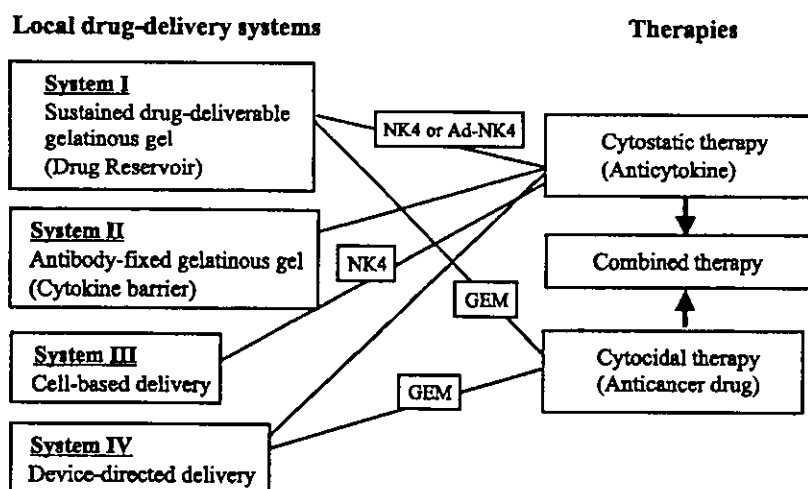 Local drug-delivery systems
Therapies
System I
Sustained drug-deliverable
gelatinous gel
(Drug Reservoir)
NK4 or Ad-NK4
Cytostatic therapy
(Anticytokine)
System II
Antibody-fixed gelatinous gel
(Cytokine barrier)
NK4
Combined therapy
GEM
System III
Cell-based delivery
Cytocidal therapy
(Anticancer drug)
GEM
System IV
Device-directed delivery